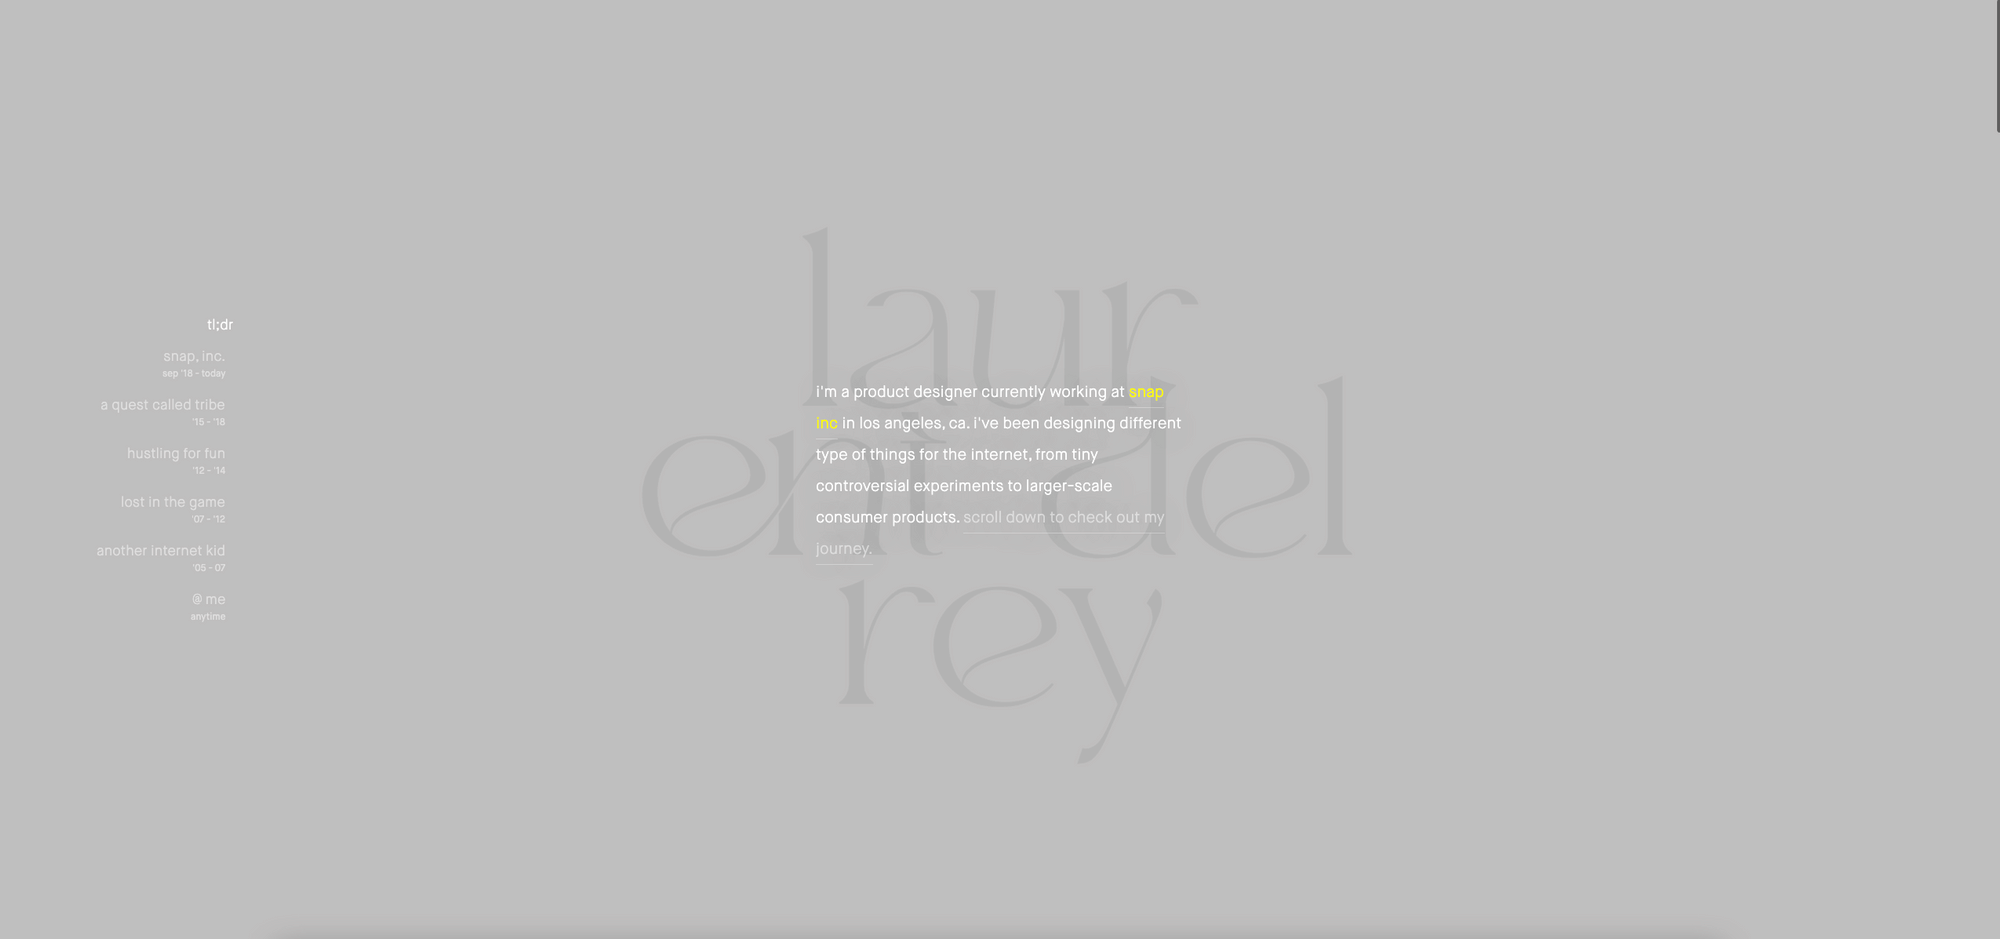 laur
ent del
rey
tl;dr
snap, inc.
sep '18 - today
a quest called tribe
'15 - '18
hustling for fun
'12 - '14
lost in the game
'07 - '12
another internet kid
'05 - 07
@ me
anytime
i'm a product designer currently working at snap
inc in los angeles, ca. i've been designing different
type of things for the internet, from tiny
controversial experiments to larger-scale
consumer products. scroll down to check out my
journey.